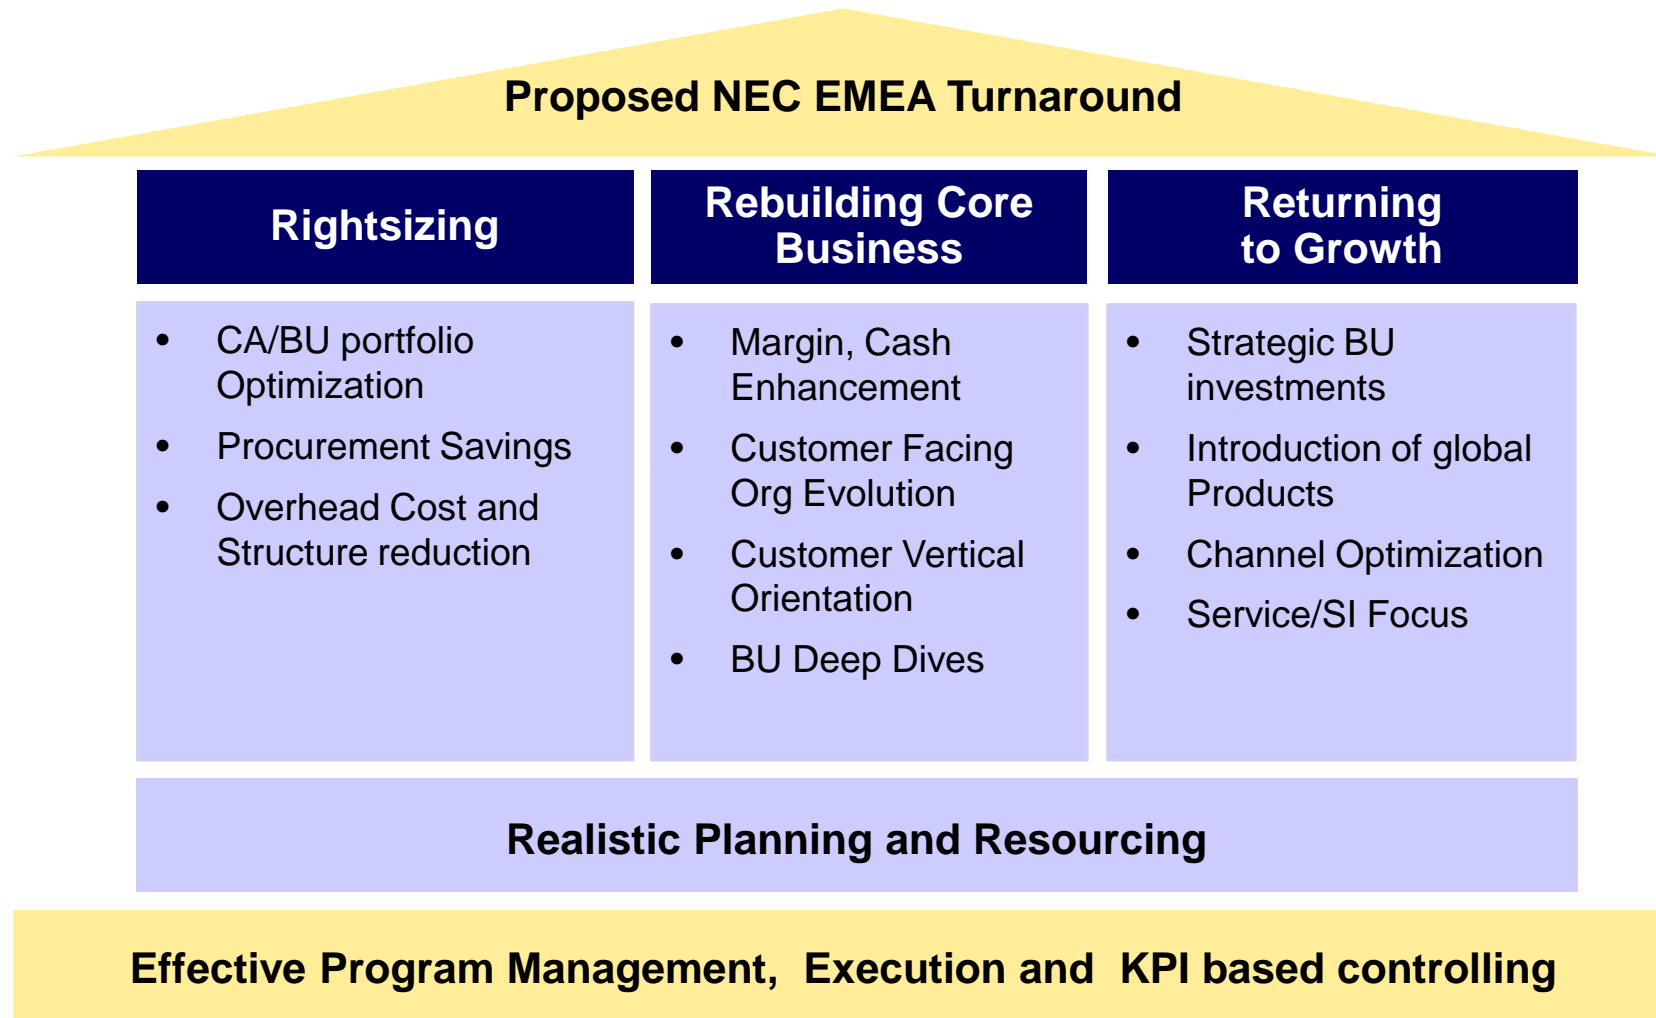 Proposed NEC EMEA Turnaround
Rightsizing
Rebuilding Core
Business
Returning
to Growth
• CA/BU portfolio
Optimization
• Procurement Savings
• Overhead Cost and
Structure reduction
• Margin, Cash
Enhancement
• Customer Facing
Org Evolution
• Customer Vertical
Orientation
• BU Deep Dives
• Strategic BU
investments
• Introduction of global
Products
• Channel Optimization
• Service/SI Focus
Realistic Planning and Resourcing
Effective Program Management,  Execution and  KPI based controlling